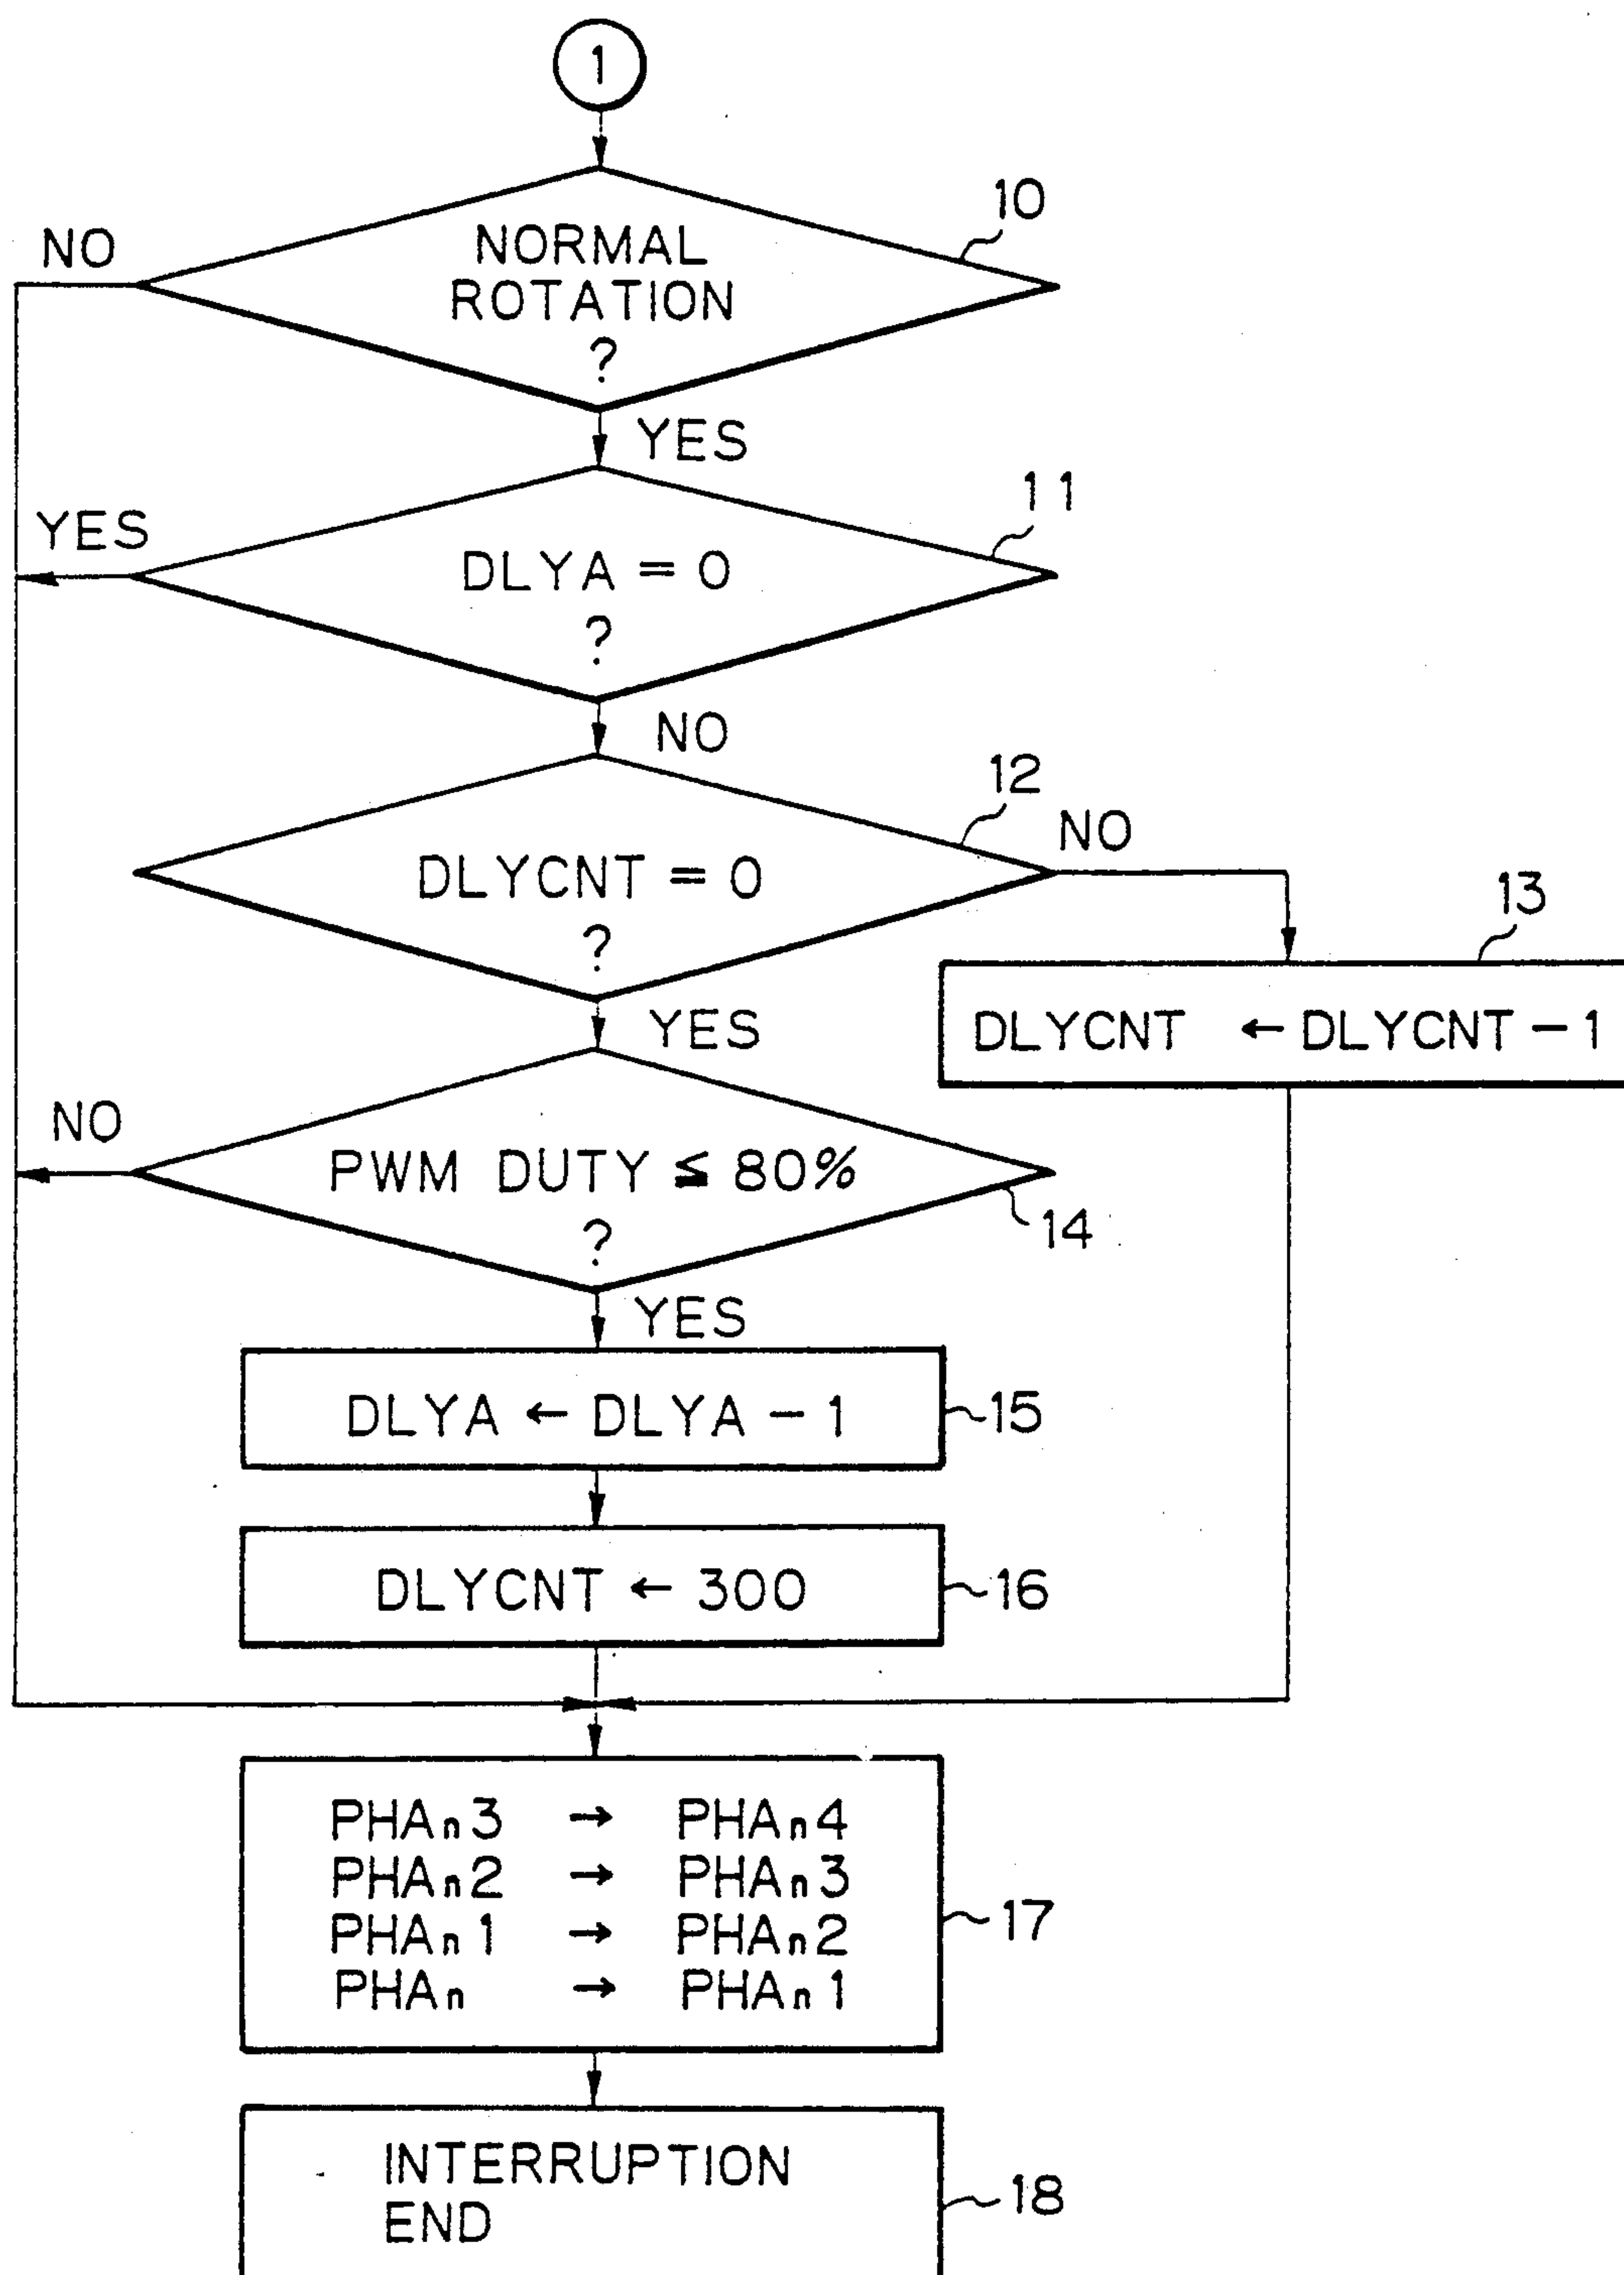 1
10
NO
NORMAL
ROTATION
?
YES
11
YES
DLYA = 0
?
NO
12
NO
DLYCNT = 0
?
13
YES
DLYCNT ← DLYCNT - 1
NO
PWM DUTY ≦ 80%
?
14
YES
DLYA ← DLYA - 1
15
DLYCNT ← 300
16
PHAn3 → PHAn4
PHAn2 → PHAn3
PHAn1 → PHAn2
PHAn → PHAn1
17
INTERRUPTION
END
18